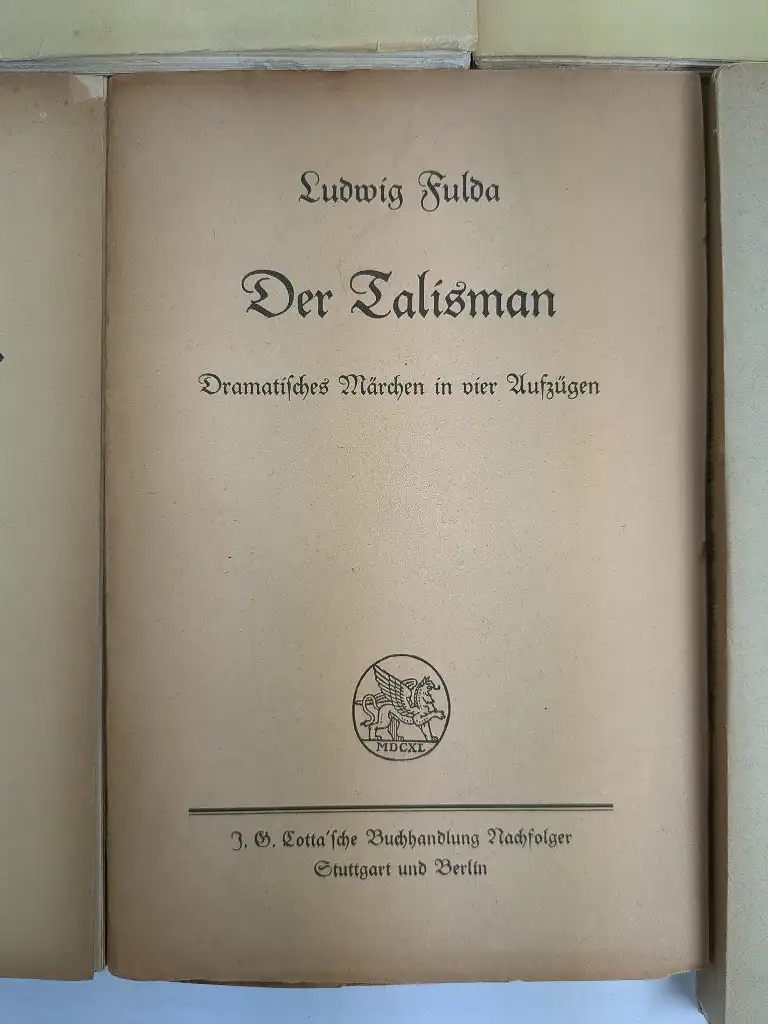 Ludwig Fulda
Der Talisman
Dramatiſches Märchen in vier Aufzügen
MDCXL
J. G. Cotta'ſche Buchhandlung Nachfolger
Stuttgart und Berlin